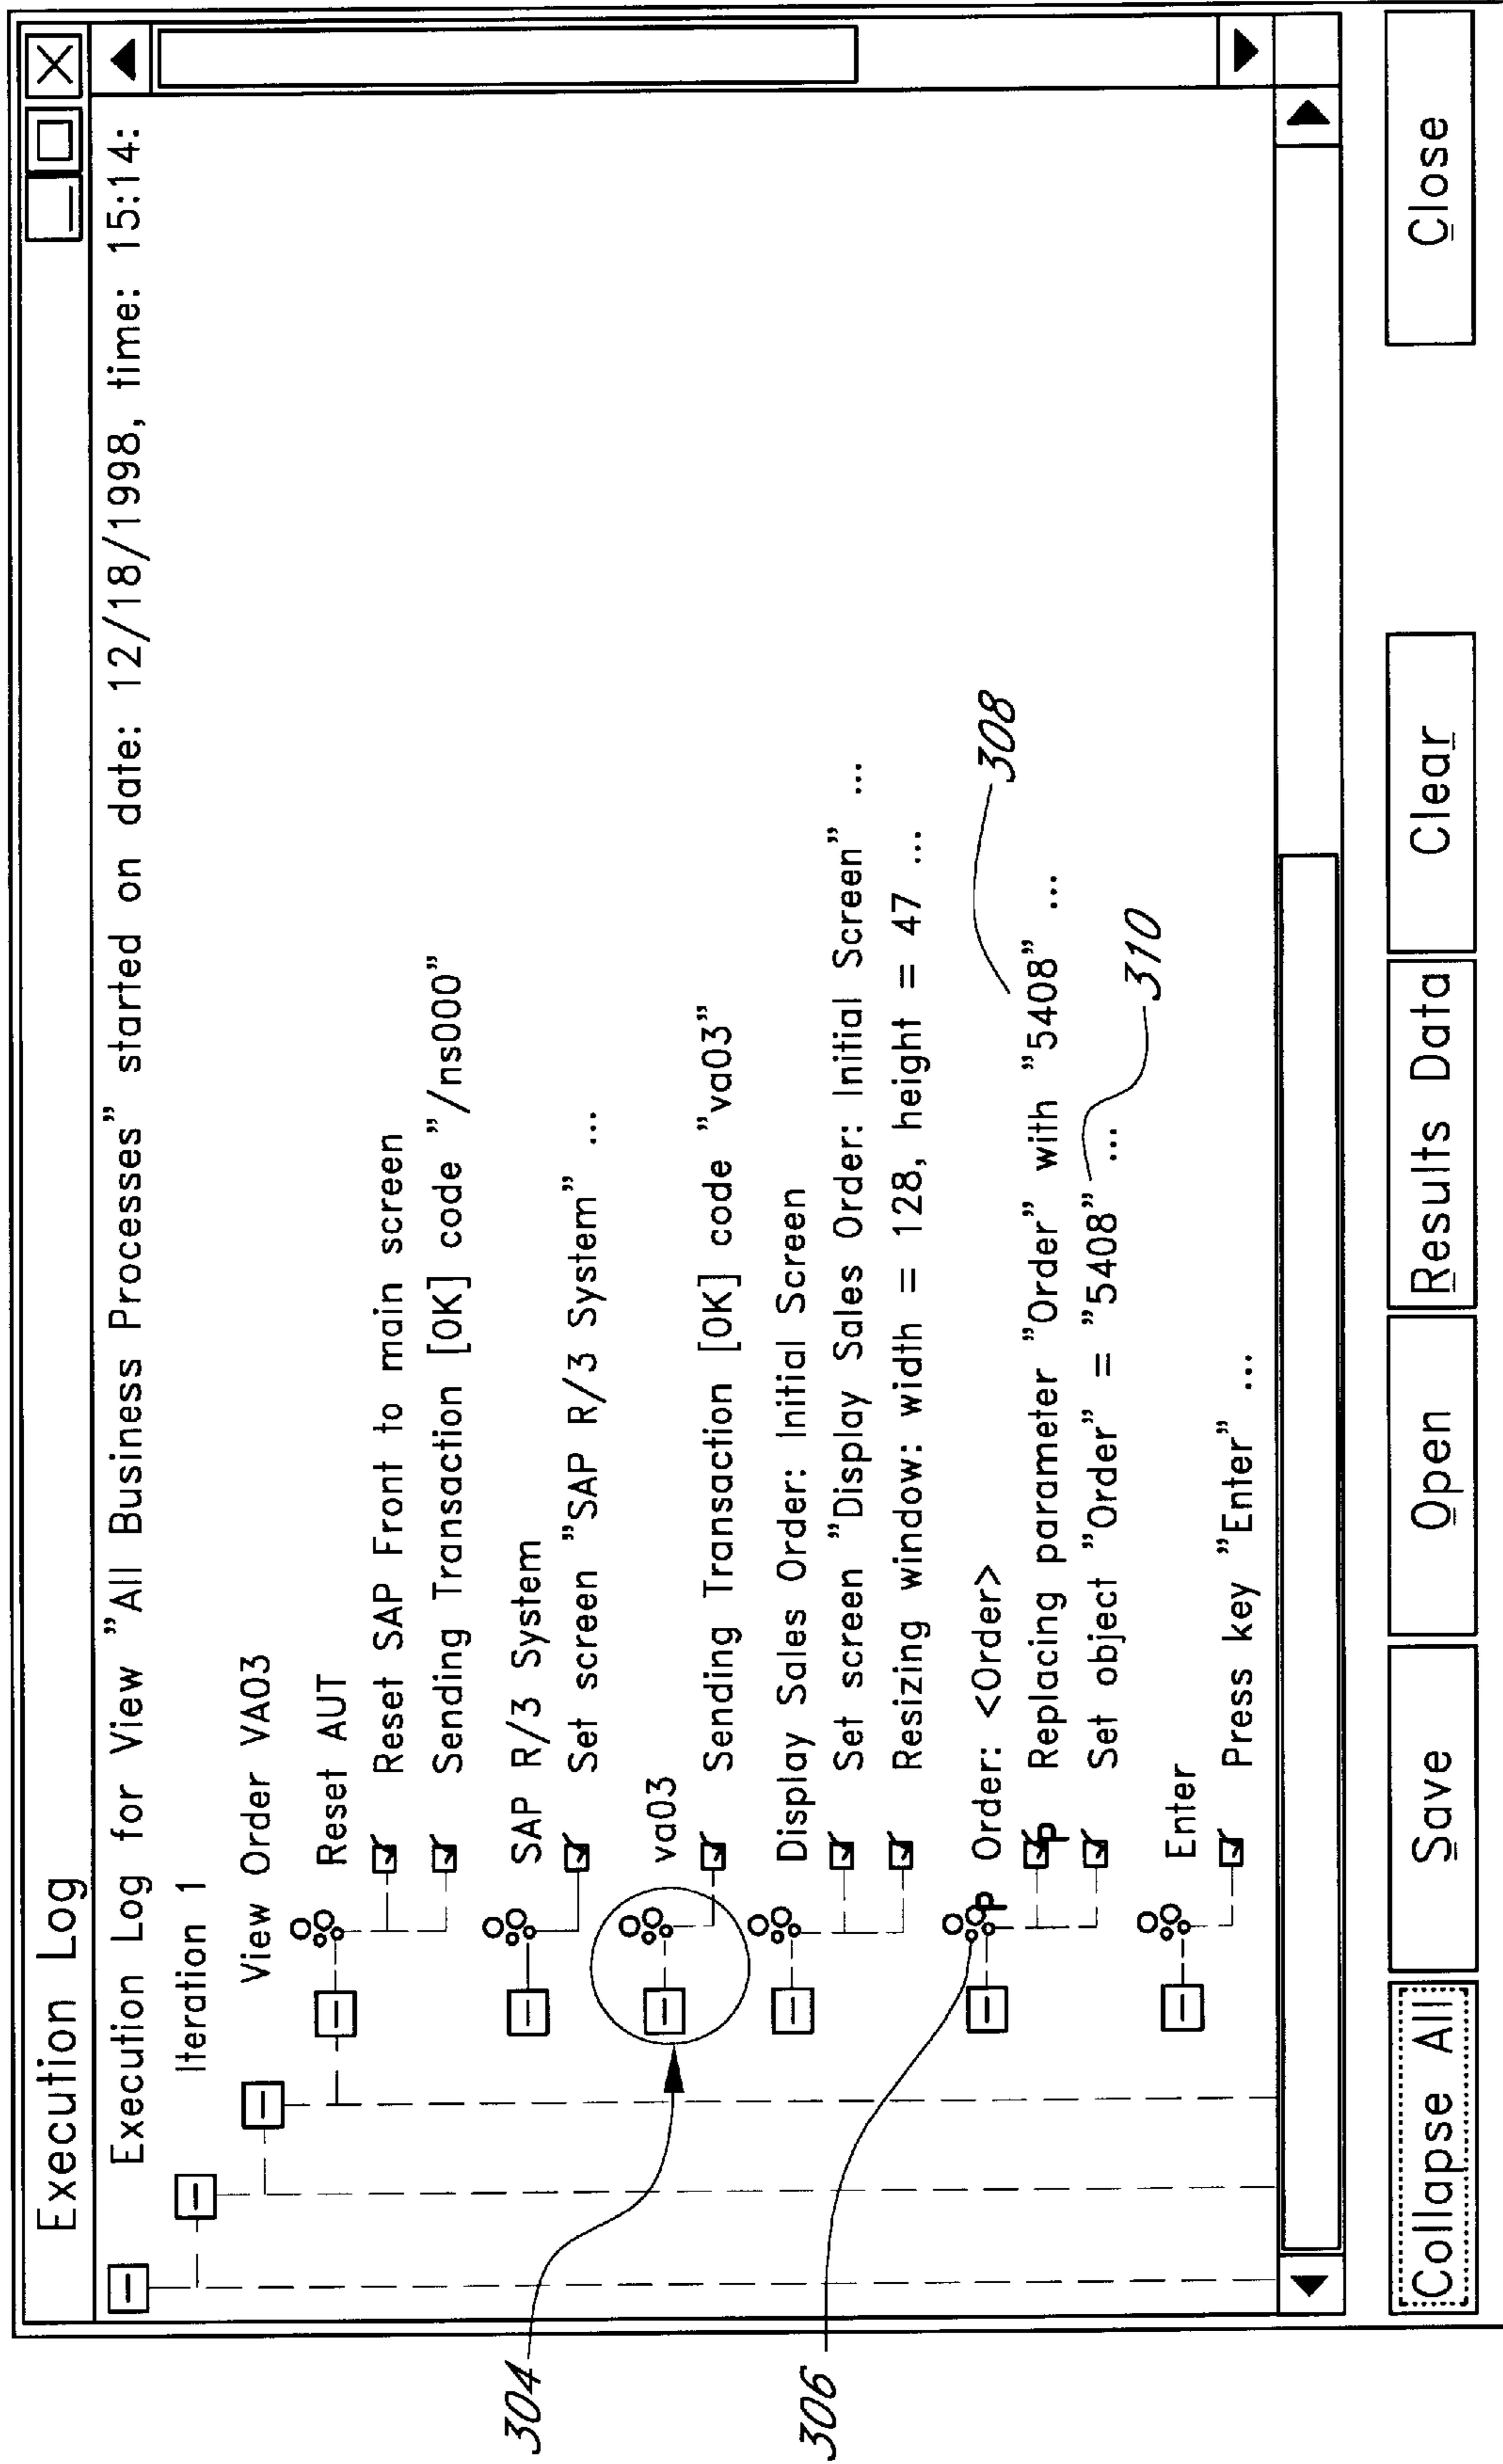 Execution Log
Execution Log for View "All Business Processes" started on date: 12/18/1998, time: 15:14:
Iteration 1
View Order VA03
Reset AUT
Reset SAP Front to main screen
Sending Transaction [OK] code "/ns000"
SAP R/3 System
Set screen "SAP R/3 System" ...
304
va03
Sending Transaction [OK] code "va03"
Display Sales Order: Initial Screen
Set screen "Display Sales Order: Initial Screen" ...
Resizing window: width = 128, height = 47 ...
306
P Order: <Order>
308
P Replacing parameter "Order" with "5408" ...
Set object "Order" = "5408" ...
310
Enter
Press key "Enter" ...
Collapse All
Save
Open
Results Data
Clear
Close